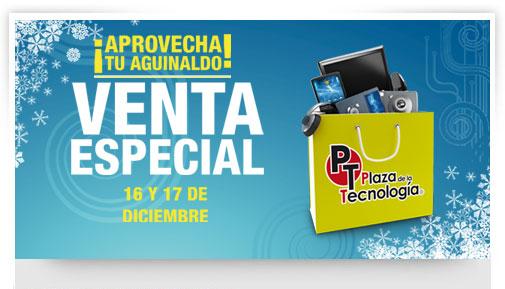 ¡APROVECHA
TU AGUINALDO!
VENTA
ESPECIAL
16 Y 17 DE
DICIEMBRE
PT
Plaza de la
Tecnología®